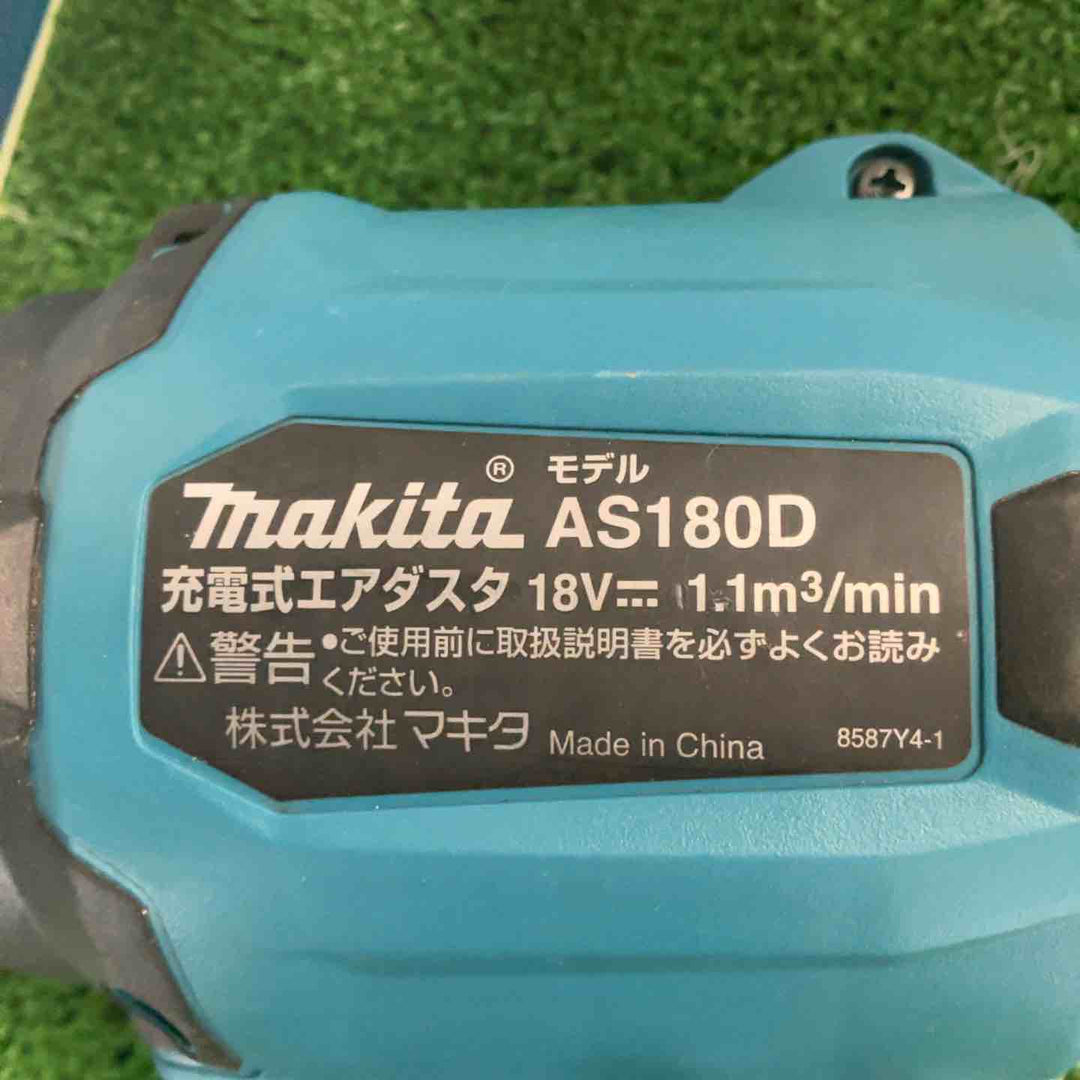 makita® モデル AS180D
充電式エアダスタ 18V⎓ 1.1m³/min
⚠警告 •ご使用前に取扱説明書を必ずよくお読み
ください。
株式会社マキタ Made in China 8587Y4-1